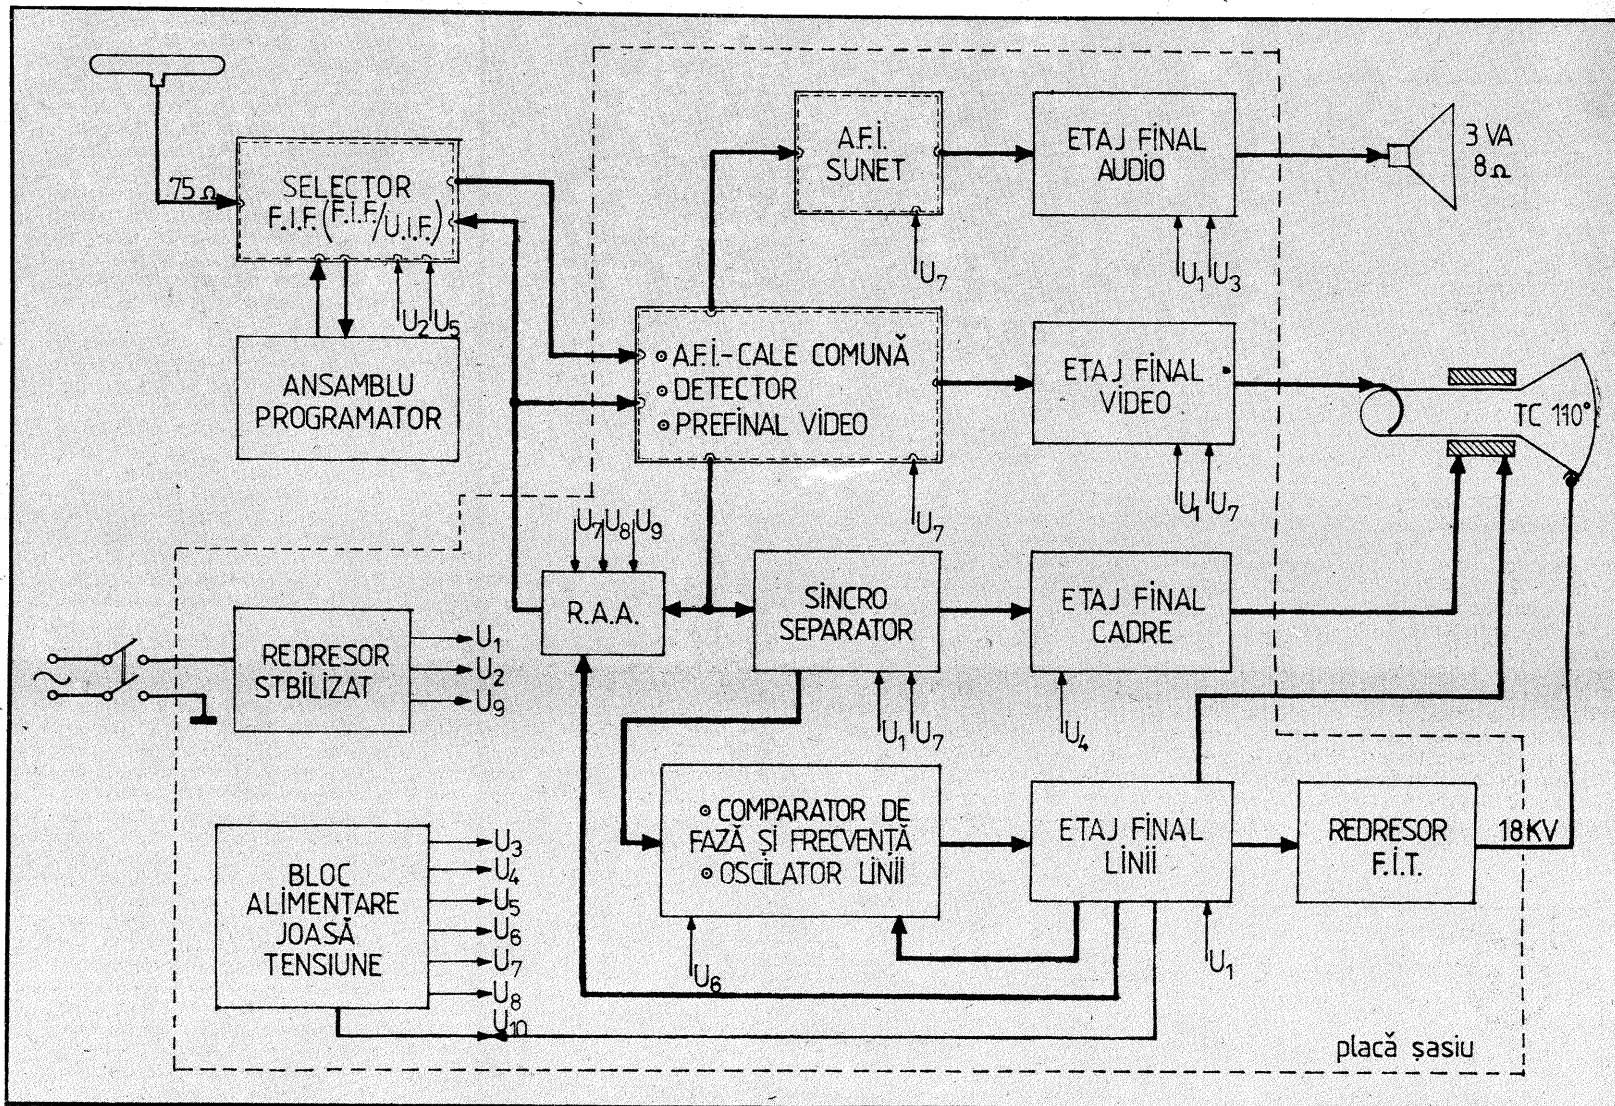 75Ω
SELECTOR
F.I.F.(F.I.F./U.I.F.)
U2 U5
ANSAMBLU
PROGRAMATOR
A.F.I.
SUNET
U7
ETAJ FINAL
AUDIO
U1 U3
3 VA
8Ω
A.F.I.-CALE COMUNĂ
DETECTOR
PREFINAL VIDEO
U7
ETAJ FINAL
VIDEO
U1 U7
TC 110°
U7 U8 U9
R.A.A.
SINCRO
SEPARATOR
U1 U7
ETAJ FINAL
CADRE
U4
REDRESOR
STBILIZAT
U1
U2
U9
COMPARATOR DE
FAZĂ ȘI FRECVENȚĂ
OSCILATOR LINII
U6
ETAJ FINAL
LINII
U1
REDRESOR
F.I.T.
18KV
BLOC
ALIMENTARE
JOASĂ
TENSIUNE
U3
U4
U5
U6
U7
U8
U10
placă șasiu